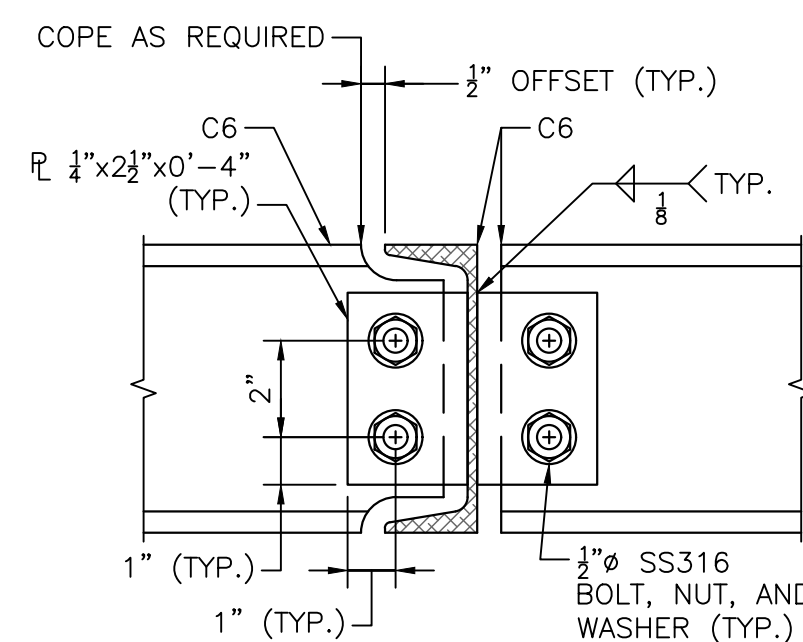 COPE AS REQUIRED
½" OFFSET (TYP.)
C6
C6
℄ ¼"x2½"x0'-4"
(TYP.)
TYP.
⅛
2"
1" (TYP.)
1" (TYP.)
½"ø SS316
BOLT, NUT, AND
WASHER (TYP.)